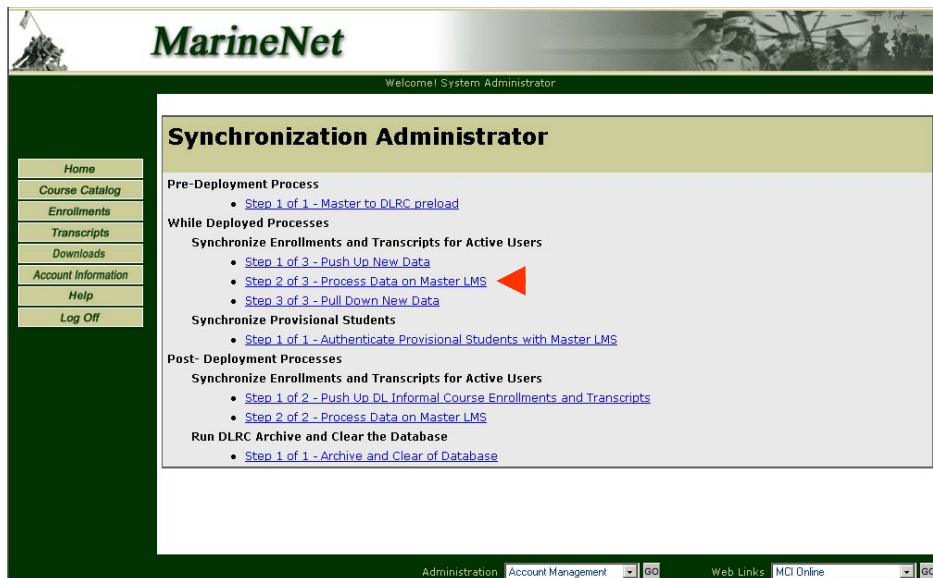 MarineNet
Welcome! System Administrator
Synchronization Administrator
Home
Course Catalog
Enrollments
Transcripts
Downloads
Account Information
Help
Log Off
Pre-Deployment Process
Step 1 of 1 - Master to DLRC preload
While Deployed Processes
Synchronize Enrollments and Transcripts for Active Users
Step 1 of 3 - Push Up New Data
Step 2 of 3 - Process Data on Master LMS
Step 3 of 3 - Pull Down New Data
Synchronize Provisional Students
Step 1 of 1 - Authenticate Provisional Students with Master LMS
Post- Deployment Processes
Synchronize Enrollments and Transcripts for Active Users
Step 1 of 2 - Push Up DL Informal Course Enrollments and Transcripts
Step 2 of 2 - Process Data on Master LMS
Run DLRC Archive and Clear the Database
Step 1 of 1 - Archive and Clear of Database
Administration Account Management GO Web Links MCI Online GO